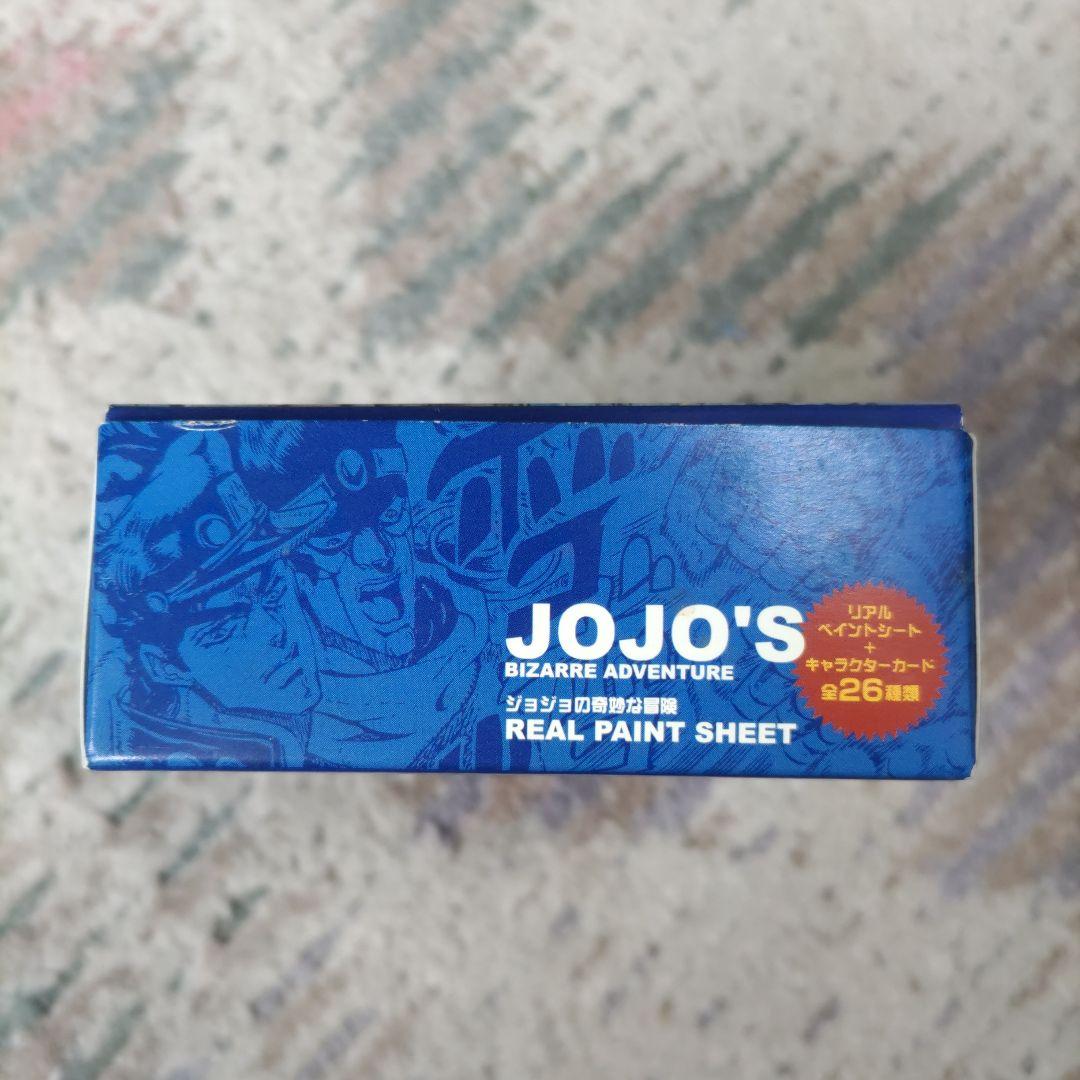 JOJO'S
BIZARRE ADVENTURE
ジョジョの奇妙な冒険
REAL PAINT SHEET
リアル
ペイントシート
+
キャラクターカード
全26種類